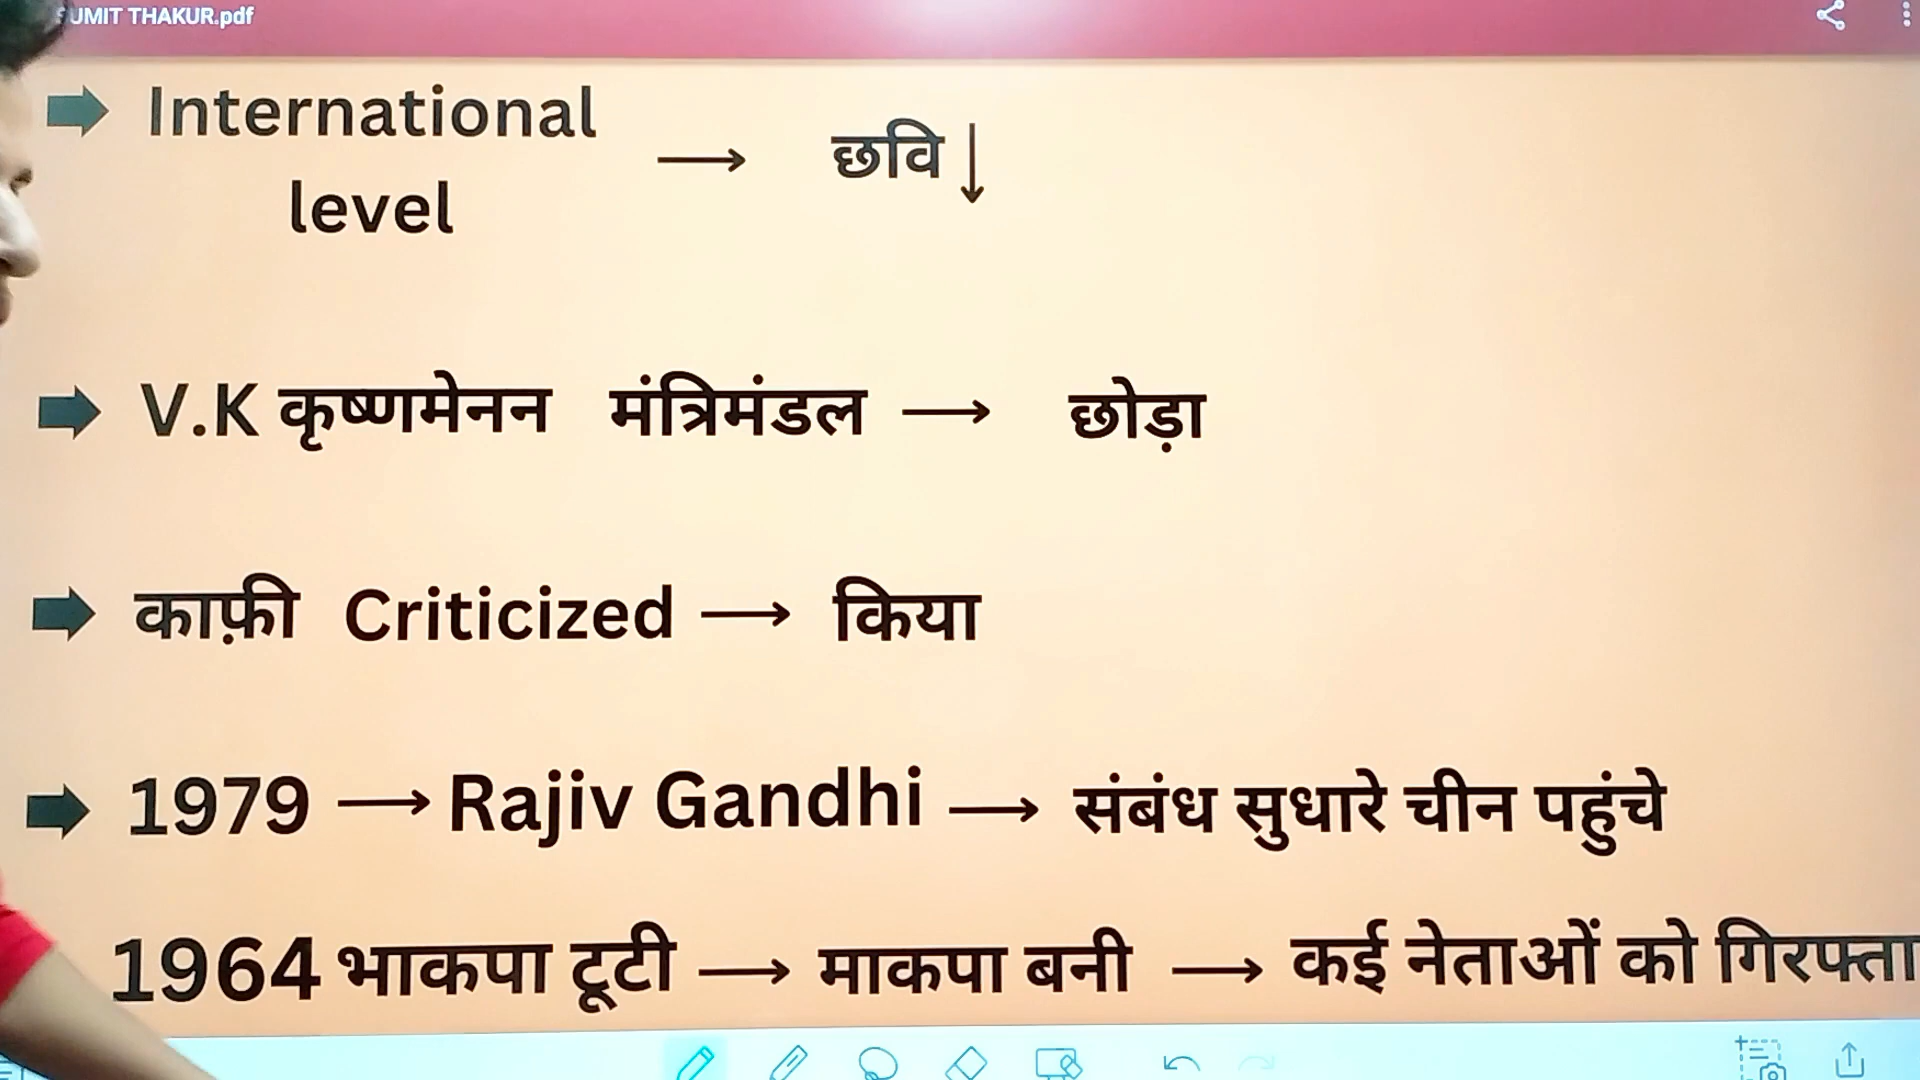 UMIT THAKUR.pdf
International
level → छवि ↓
V.K कृष्णमेनन मंत्रिमंडल → छोड़ा
काफ़ी Criticized → किया
1979 → Rajiv Gandhi → संबंध सुधारे चीन पहुंचे
1964 भाकपा टूटी → माकपा बनी → कई नेताओं को गिरफ्ता